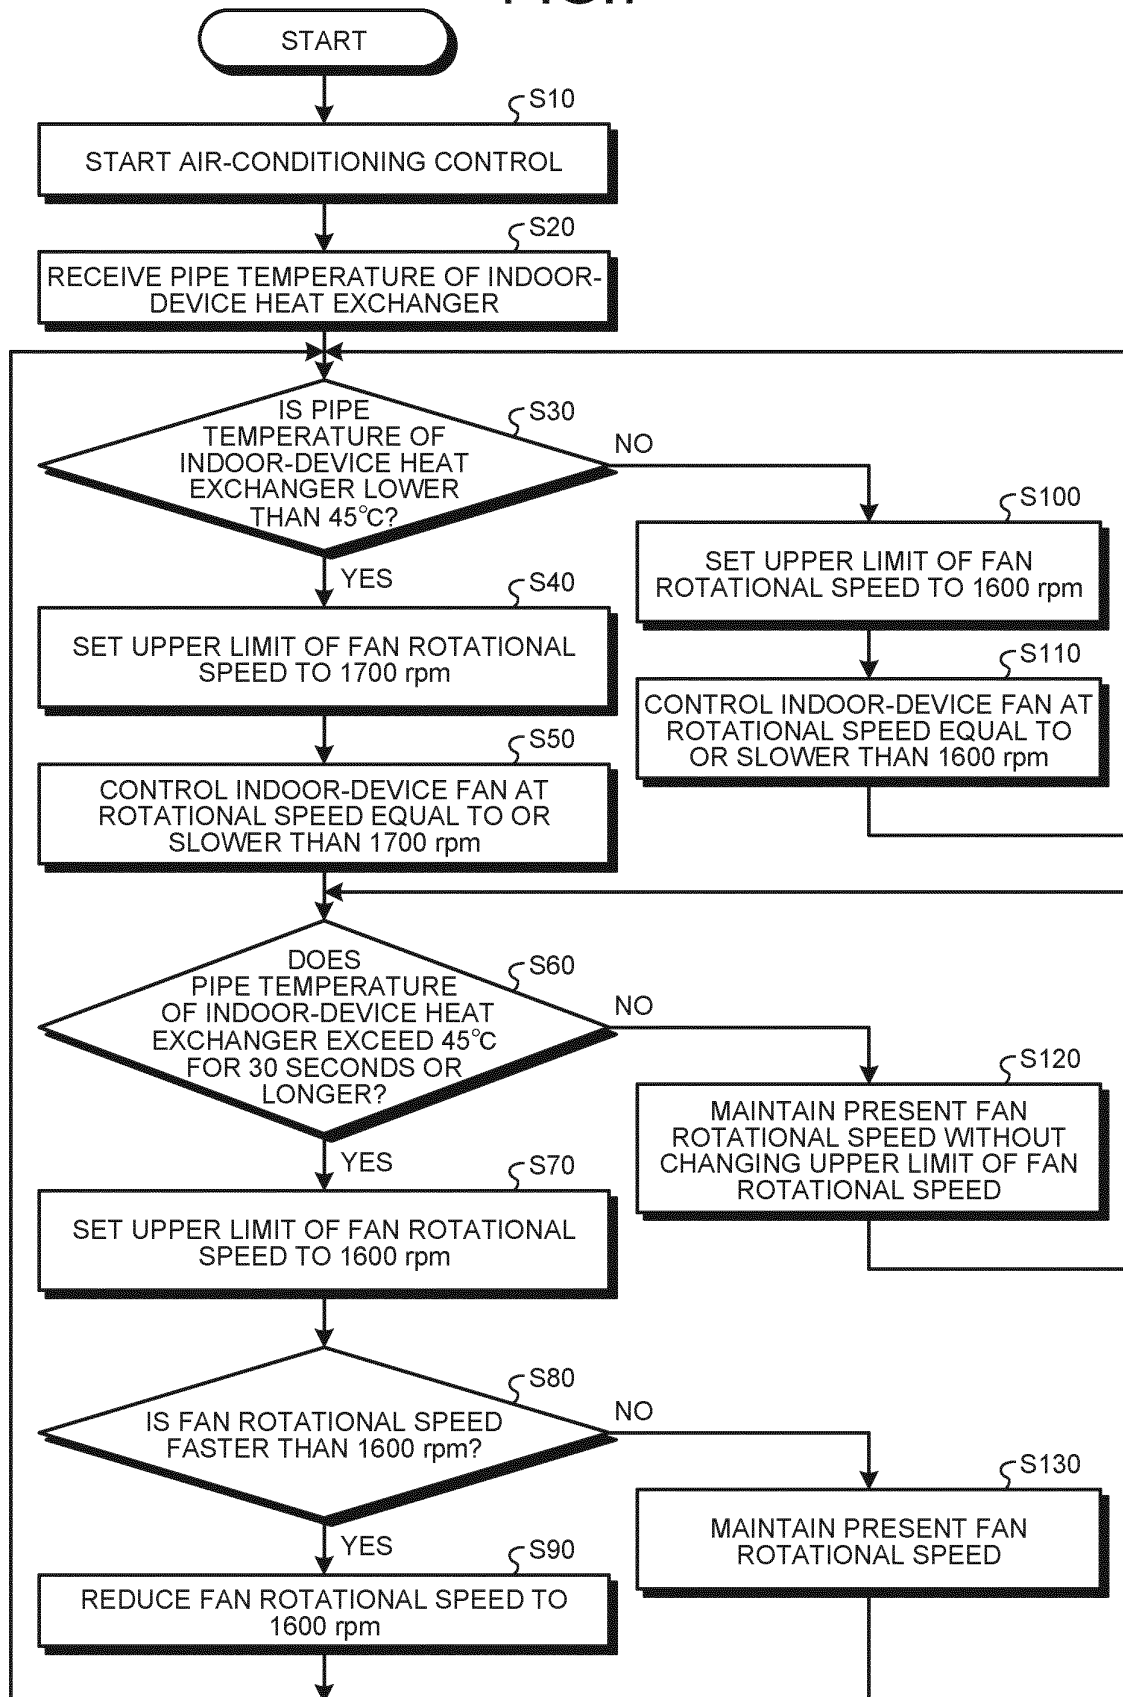 START
S10
START AIR-CONDITIONING CONTROL
S20
RECEIVE PIPE TEMPERATURE OF INDOOR-
DEVICE HEAT EXCHANGER
S30
IS PIPE
TEMPERATURE OF
INDOOR-DEVICE HEAT
EXCHANGER LOWER
THAN 45°C?
NO
YES
S100
SET UPPER LIMIT OF FAN
ROTATIONAL SPEED TO 1600 rpm
S40
SET UPPER LIMIT OF FAN ROTATIONAL
SPEED TO 1700 rpm
S110
CONTROL INDOOR-DEVICE FAN AT
ROTATIONAL SPEED EQUAL TO
OR SLOWER THAN 1600 rpm
S50
CONTROL INDOOR-DEVICE FAN AT
ROTATIONAL SPEED EQUAL TO OR
SLOWER THAN 1700 rpm
S60
DOES
PIPE TEMPERATURE
OF INDOOR-DEVICE HEAT
EXCHANGER EXCEED 45°C
FOR 30 SECONDS OR
LONGER?
NO
YES
S120
MAINTAIN PRESENT FAN
ROTATIONAL SPEED WITHOUT
CHANGING UPPER LIMIT OF FAN
ROTATIONAL SPEED
S70
SET UPPER LIMIT OF FAN ROTATIONAL
SPEED TO 1600 rpm
S80
IS FAN ROTATIONAL SPEED
FASTER THAN 1600 rpm?
NO
YES
S130
MAINTAIN PRESENT FAN
ROTATIONAL SPEED
S90
REDUCE FAN ROTATIONAL SPEED TO
1600 rpm